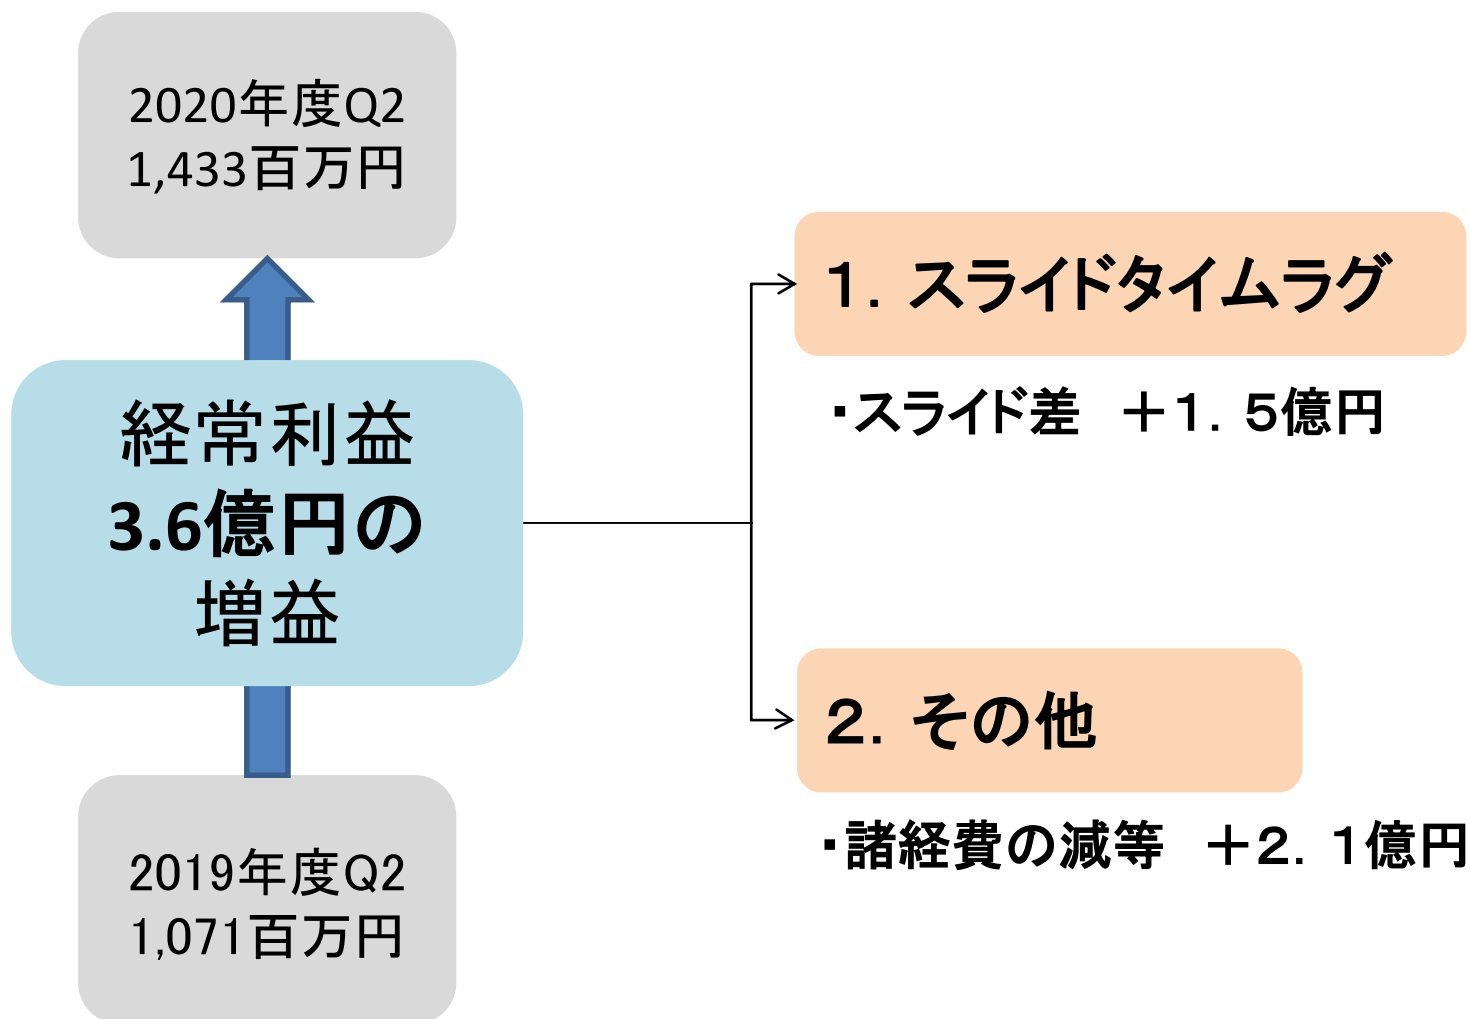 2020年度Q2
1,433百万円
経常利益
3.6億円の
増益
2019年度Q2
1,071百万円
１．スライドタイムラグ
・スライド差　＋１．５億円
２．その他
・諸経費の減等　＋２．１億円